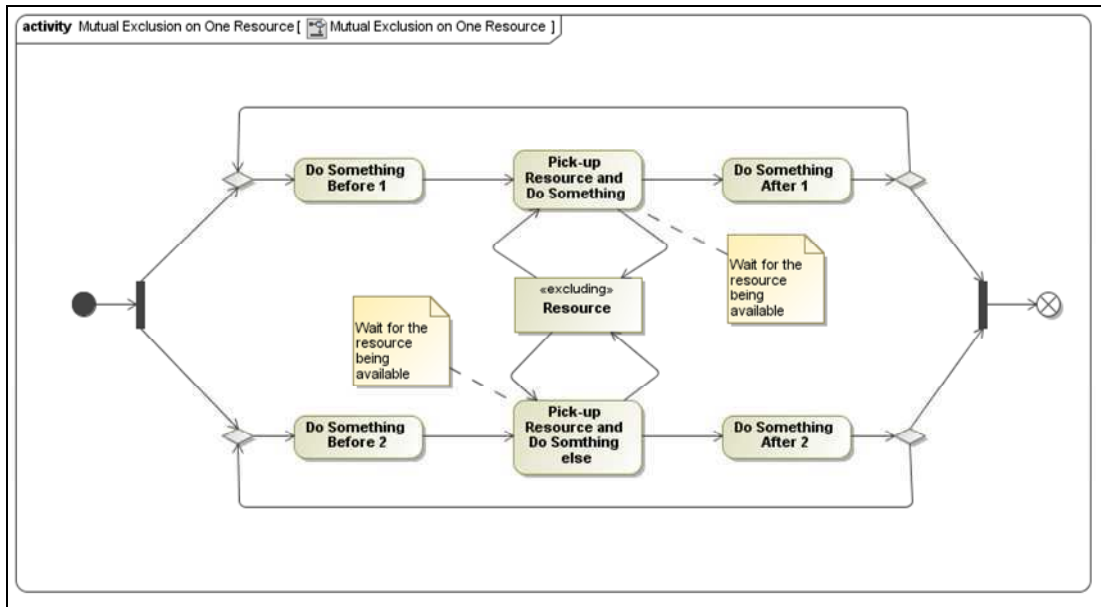 activity Mutual Exclusion on One Resource [ Mutual Exclusion on One Resource ]
Do Something
Before 1
Pick-up
Resource and
Do Something
Do Something
After 1
Wait for the
resource
being
available
«excluding»
Resource
Wait for the
resource
being
available
Do Something
Before 2
Pick-up
Resource and
Do Somthing
else
Do Something
After 2